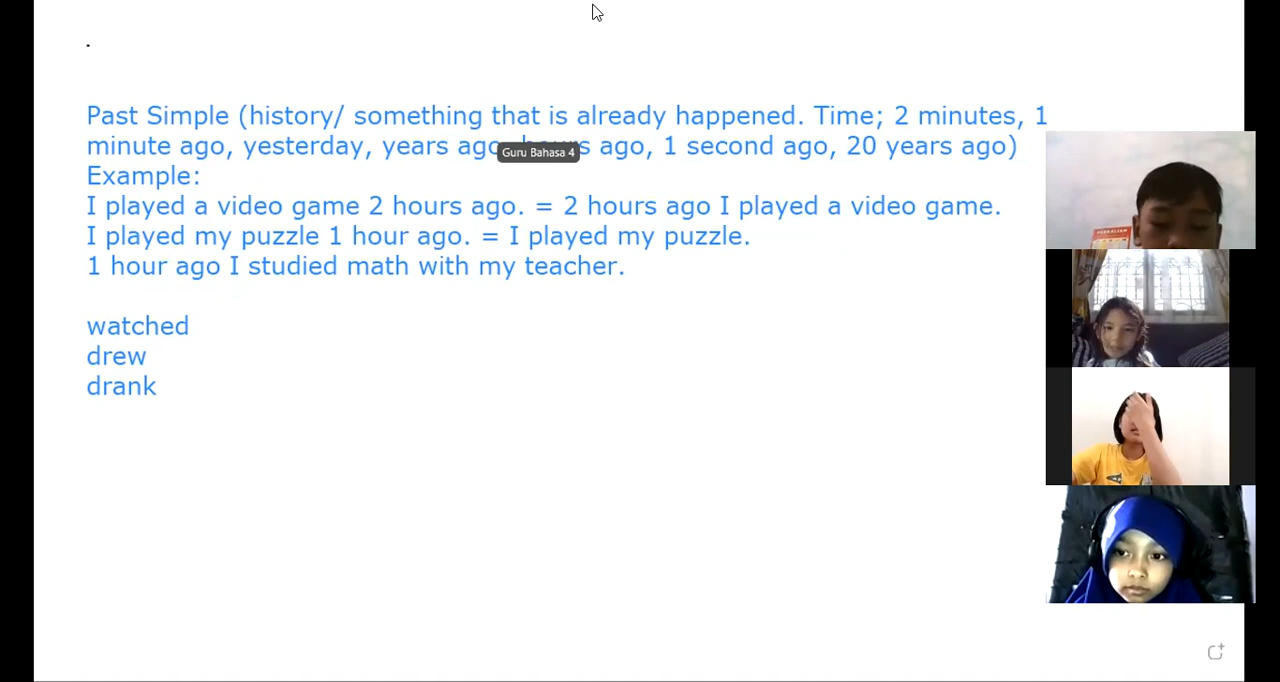 .
Past Simple (history/ something that is already happened. Time; 2 minutes, 1
minute ago, yesterday, years ago, hours ago, 1 second ago, 20 years ago)
Guru Bahasa 4
Example:
I played a video game 2 hours ago. = 2 hours ago I played a video game.
I played my puzzle 1 hour ago. = I played my puzzle.
1 hour ago I studied math with my teacher.
watched
drew
drank